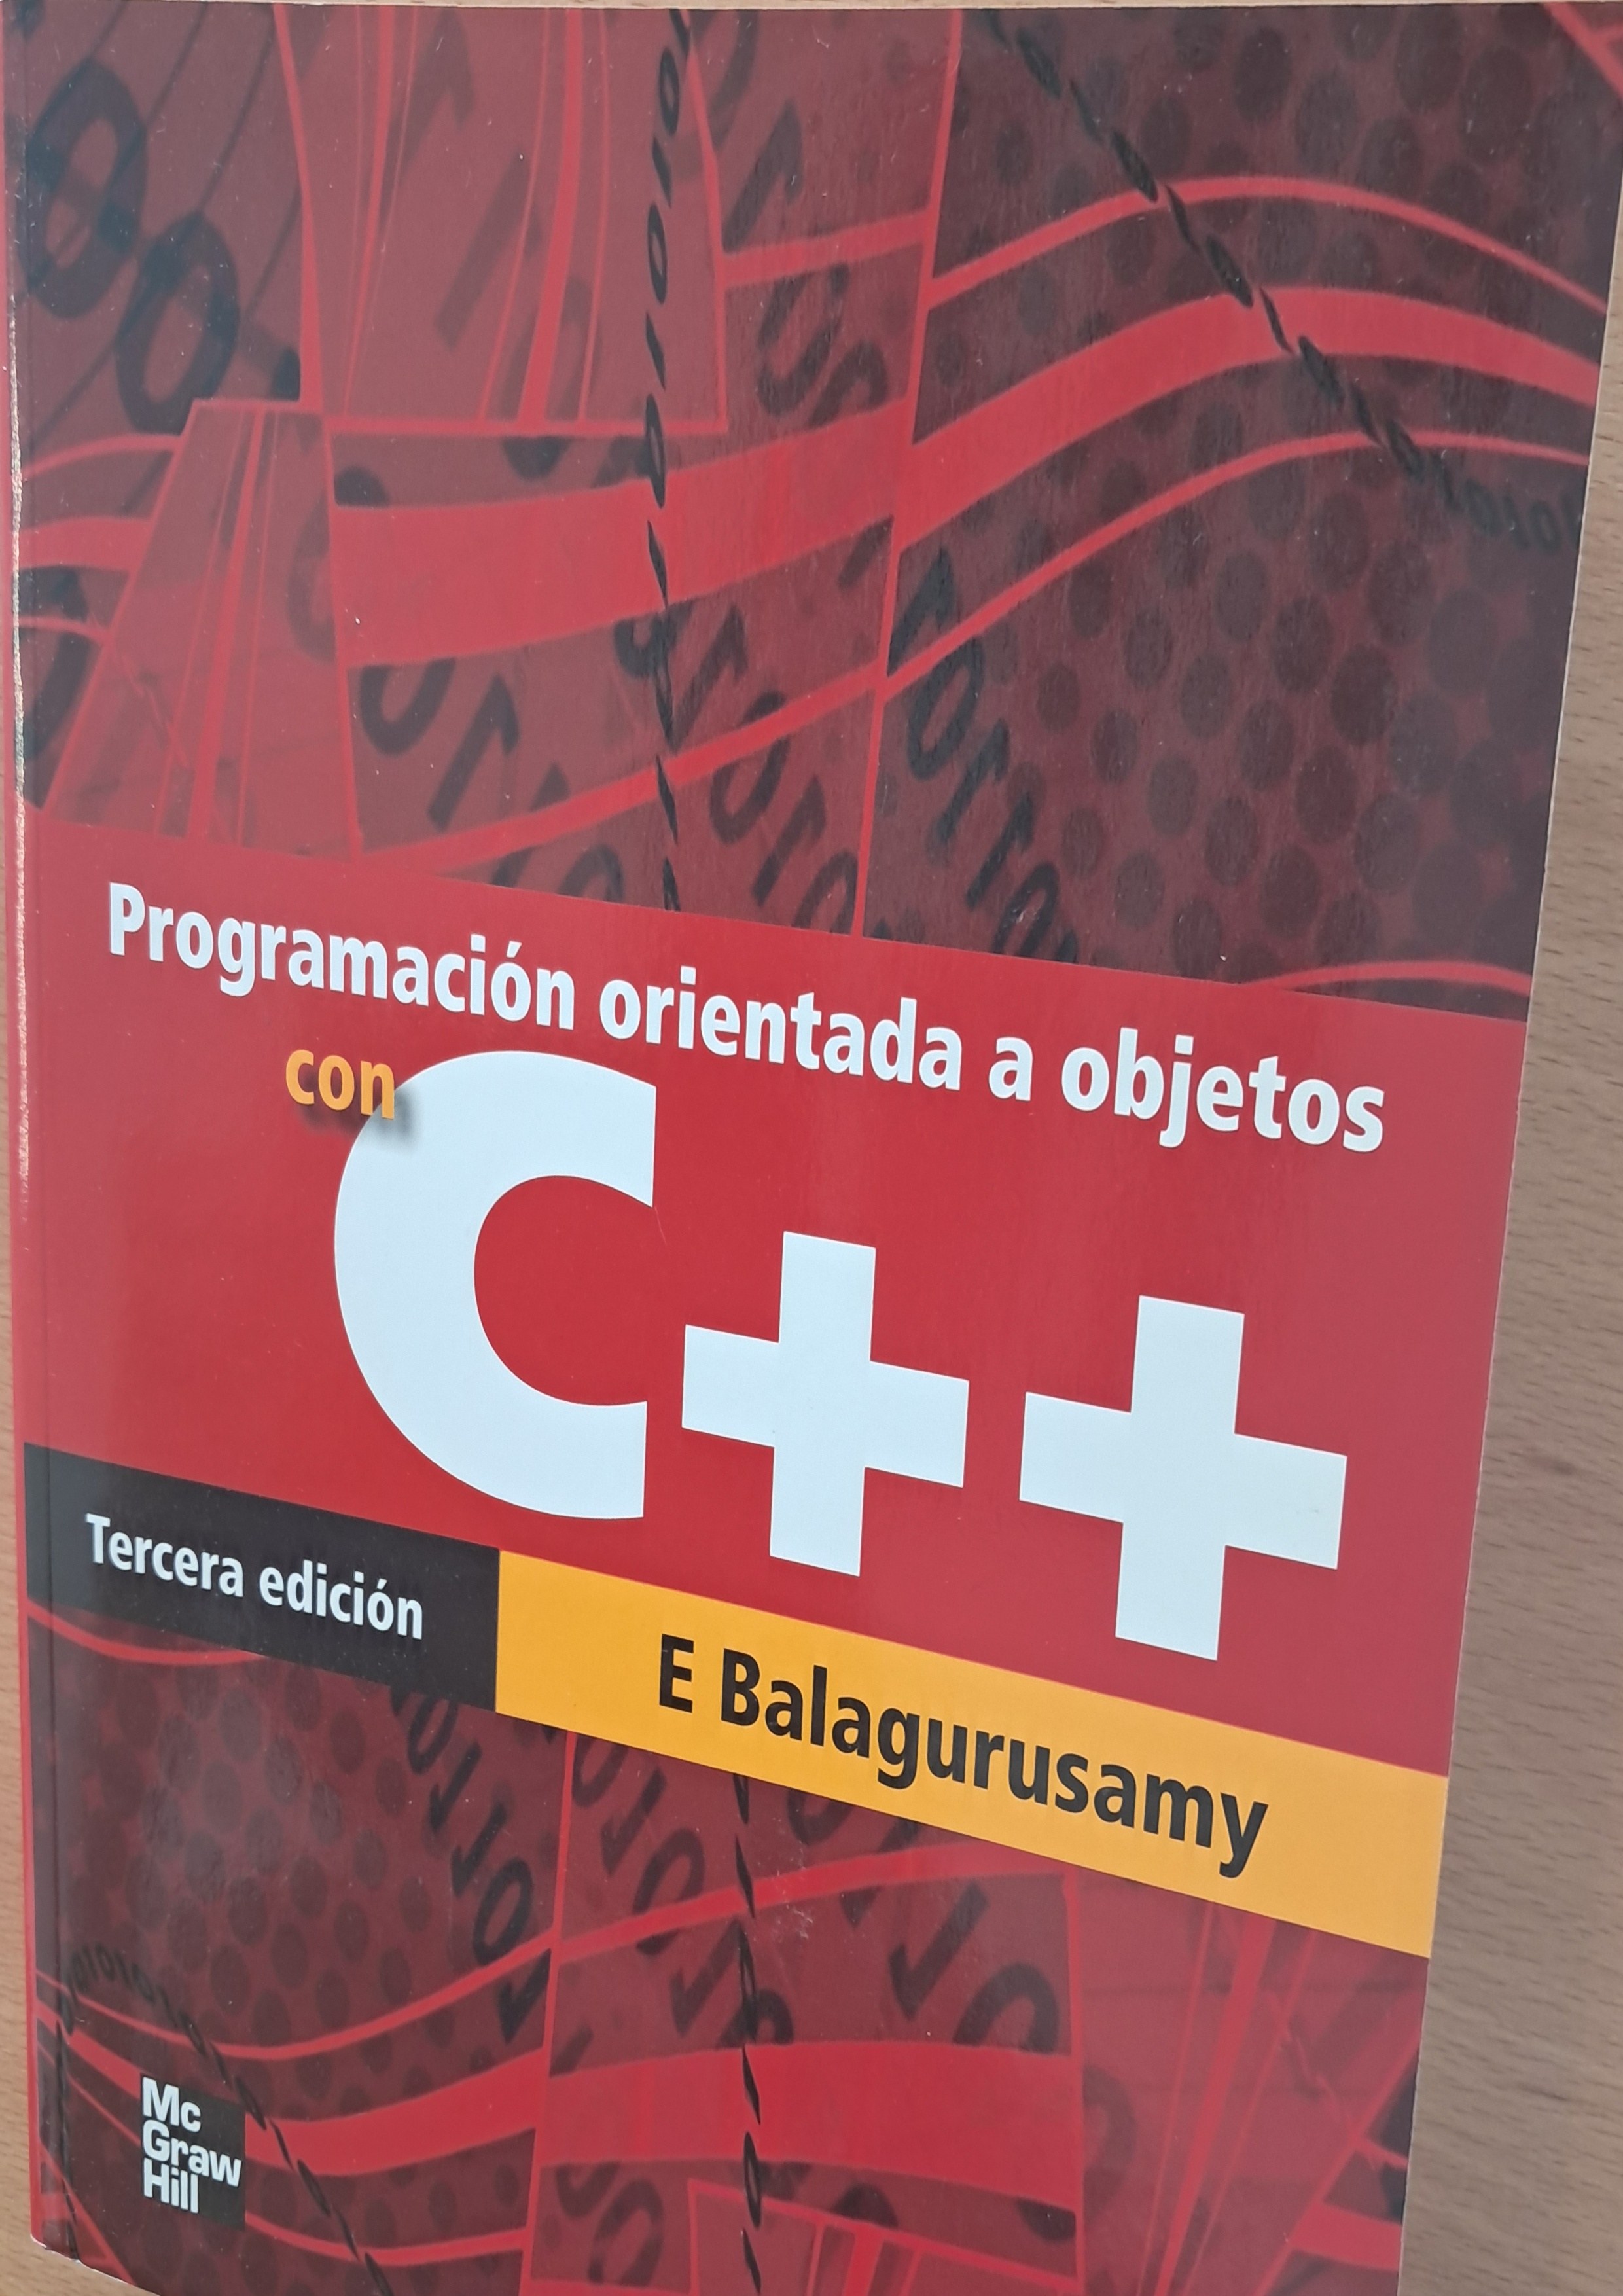 Programación orientada a objetos
con
C++
Tercera edición
E Balagurusamy
Mc
Graw
Hill